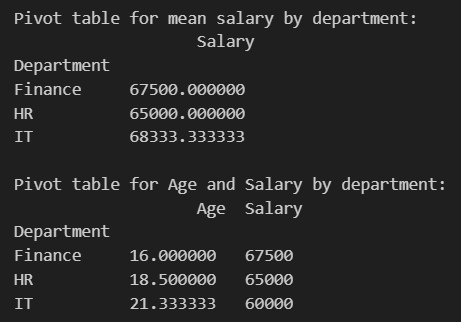 Pivot table for mean salary by department:
Salary
Department
Finance 67500.000000
HR 65000.000000
IT 68333.333333
Pivot table for Age and Salary by department:
Age Salary
Department
Finance 16.000000 67500
HR 18.500000 65000
IT 21.333333 60000